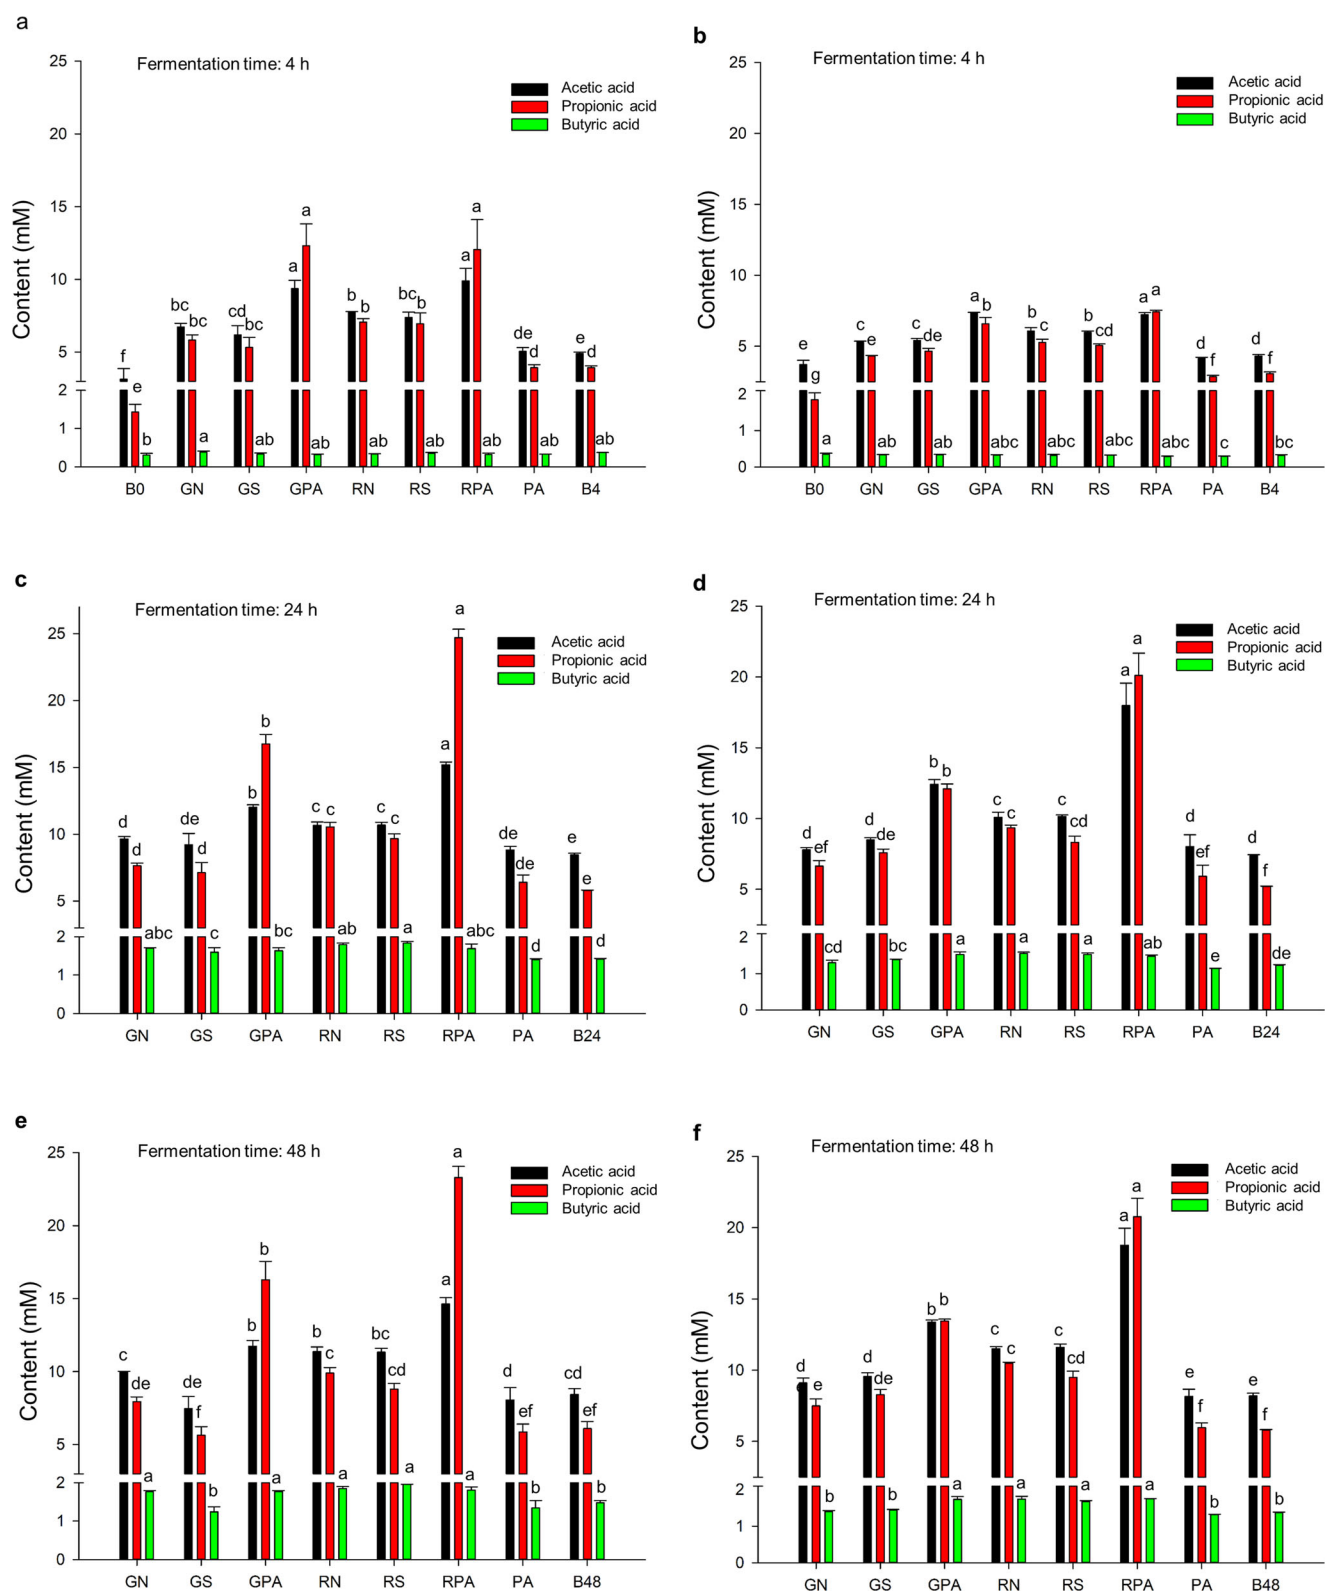 a
Fermentation time: 4 h
Acetic acid
Propionic acid
Butyric acid
Content (mM)
25
20
15
10
5
2
1
0
f e b
bc bc a
cd bc ab
a a ab
b b ab
bc b ab
a a ab
de d ab
e d ab
B0 GN GS GPA RN RS RPA PA B4
b
Fermentation time: 4 h
Acetic acid
Propionic acid
Butyric acid
Content (mM)
25
20
15
10
5
2
1
0
e g a
c e ab
c de ab
a b abc
b c abc
b cd abc
a a abc
d f c
d f bc
B0 GN GS GPA RN RS RPA PA B4
c
Fermentation time: 24 h
Acetic acid
Propionic acid
Butyric acid
Content (mM)
25
20
15
10
5
2
1
0
d d abc
de d c
b b bc
c c ab
c c a
a a abc
de de d
e e d
GN GS GPA RN RS RPA PA B24
d
Fermentation time: 24 h
Acetic acid
Propionic acid
Butyric acid
Content (mM)
25
20
15
10
5
2
1
0
d ef cd
d de bc
b b a
c c a
c cd a
a a ab
d ef e
d f de
GN GS GPA RN RS RPA PA B24
e
Fermentation time: 48 h
Acetic acid
Propionic acid
Butyric acid
Content (mM)
25
20
15
10
5
2
1
0
c de a
de f b
b b a
b c a
bc cd a
a a a
d ef b
cd ef b
GN GS GPA RN RS RPA PA B48
f
Fermentation time: 48 h
Acetic acid
Propionic acid
Butyric acid
Content (mM)
25
20
15
10
5
2
1
0
d e b
d de b
b b a
c c a
c cd a
a a a
e f b
e f b
GN GS GPA RN RS RPA PA B48